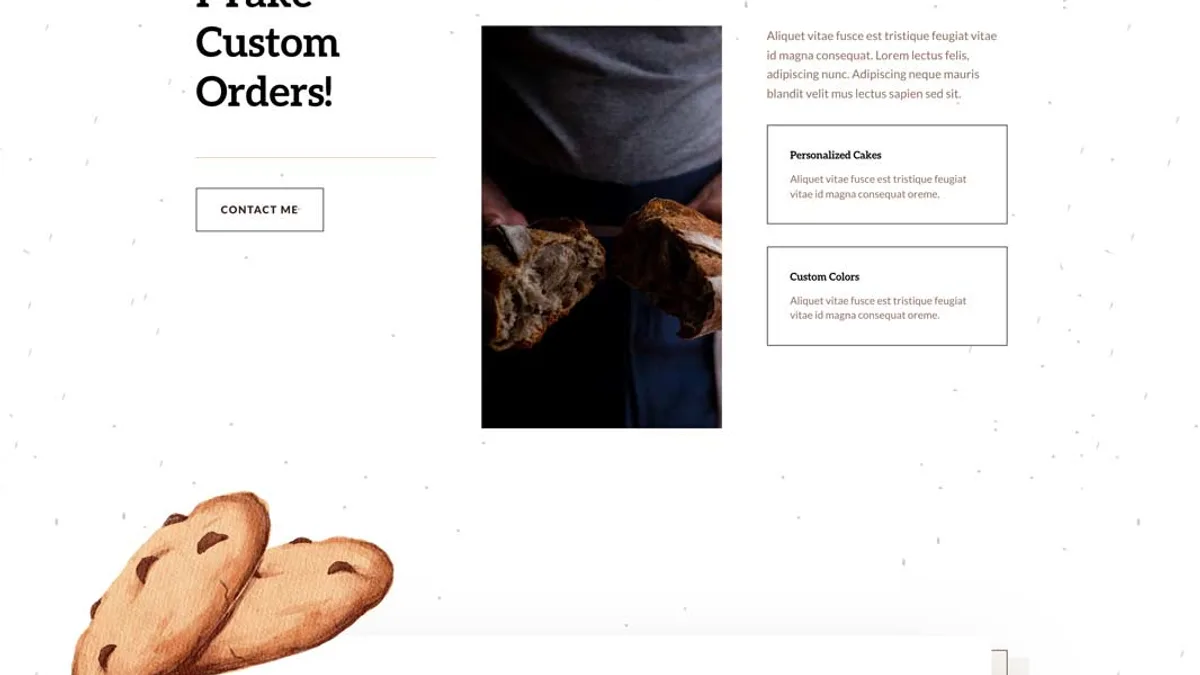 Custom
Orders!
CONTACT ME
Aliquet vitae fusce est tristique feugiat vitae
id magna consequat. Lorem lectus felis,
adipiscing nunc. Adipiscing neque mauris
blandit velit mus lectus sapien sed sit.
Personalized Cakes
Aliquet vitae fusce est tristique feugiat
vitae id magna consequat oreme.
Custom Colors
Aliquet vitae fusce est tristique feugiat
vitae id magna consequat oreme.